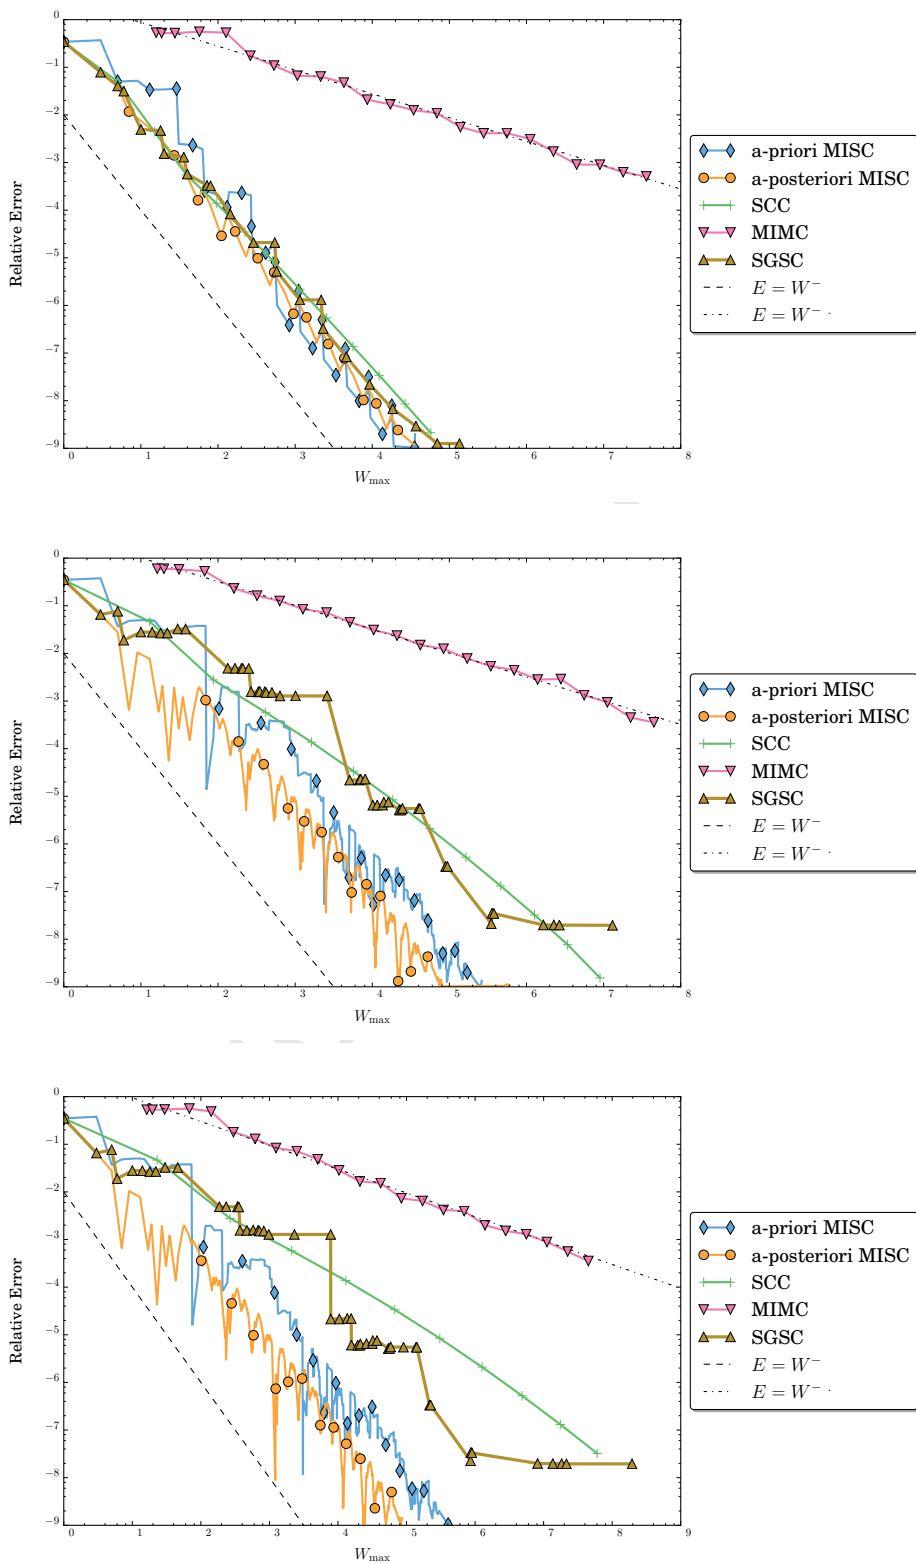 0
−1
−2
−3
−4
−5
−6
−7
−8
−9
Relative Error
0 1 2 3 4 5 6 7 8
W_max
a-priori MISC
a-posteriori MISC
SCC
MIMC
SGSC
E = W^−
E = W^− ·
0
−1
−2
−3
−4
−5
−6
−7
−8
−9
Relative Error
0 1 2 3 4 5 6 7 8
W_max
a-priori MISC
a-posteriori MISC
SCC
MIMC
SGSC
E = W^−
E = W^− ·
0
−1
−2
−3
−4
−5
−6
−7
−8
−9
Relative Error
0 1 2 3 4 5 6 7 8 9
W_max
a-priori MISC
a-posteriori MISC
SCC
MIMC
SGSC
E = W^−
E = W^− ·